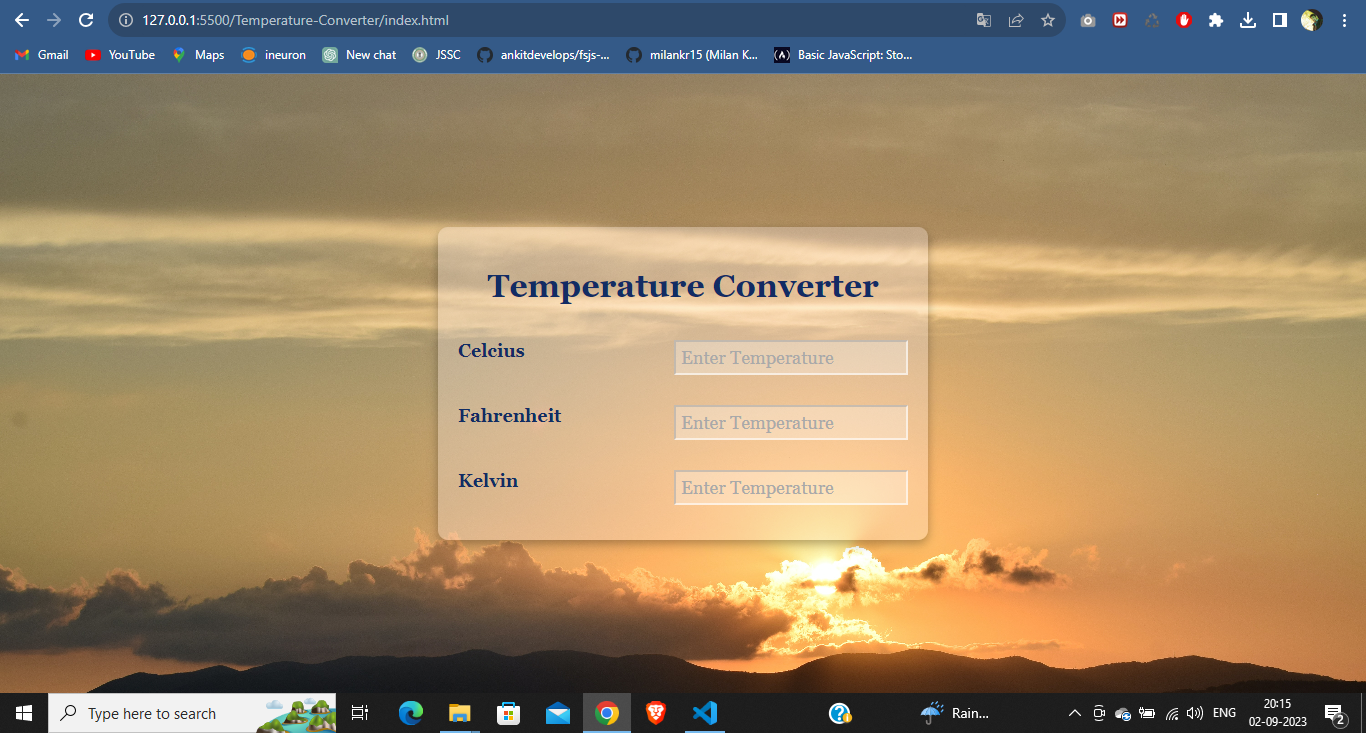 127.0.0.1:5500/Temperature-Converter/index.html
Gmail YouTube Maps ineuron New chat JSSC ankitdevelops/fsjs-... milankr15 (Milan K... Basic JavaScript: Sto...
Temperature Converter
Celcius Enter Temperature
Fahrenheit Enter Temperature
Kelvin Enter Temperature
Type here to search Rain... ENG 20:15
02-09-2023
2